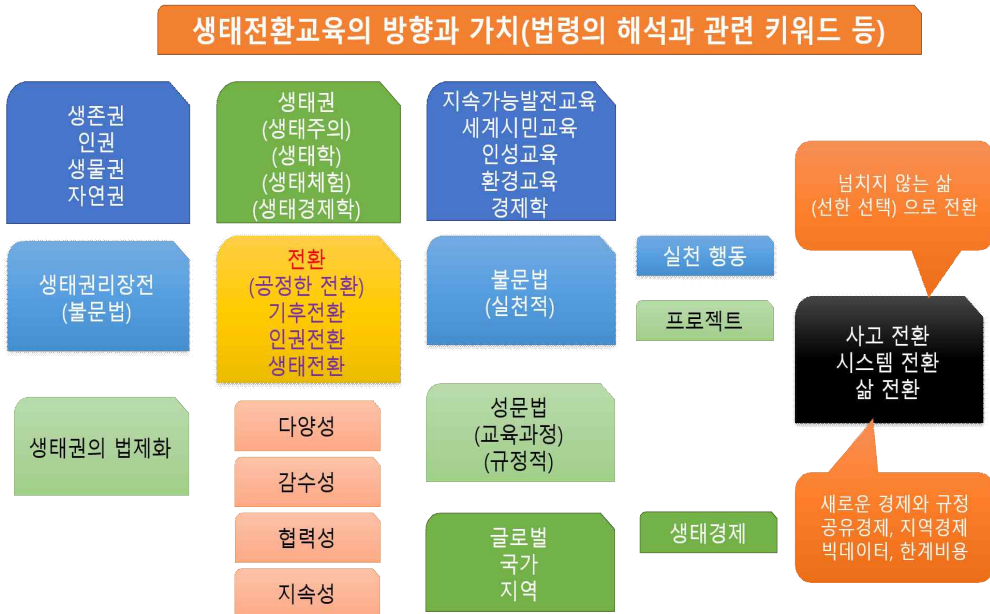 생태전환교육의 방향과 가치(법령의 해석과 관련 키워드 등)
생존권
인권
생물권
자연권
생태권
(생태주의)
(생태학)
(생태체험)
(생태경제학)
지속가능발전교육
세계시민교육
인성교육
환경교육
경제학
넘치지 않는 삶
(선한 선택) 으로 전환
생태권리장전
(불문법)
전환
(공정한 전환)
기후전환
인권전환
생태전환
불문법
(실천적)
실천 행동
프로젝트
사고 전환
시스템 전환
삶 전환
생태권의 법제화
다양성
감수성
협력성
지속성
성문법
(교육과정)
(규정적)
글로벌
국가
지역
생태경제
새로운 경제와 규정
공유경제, 지역경제
빅데이터, 한계비용